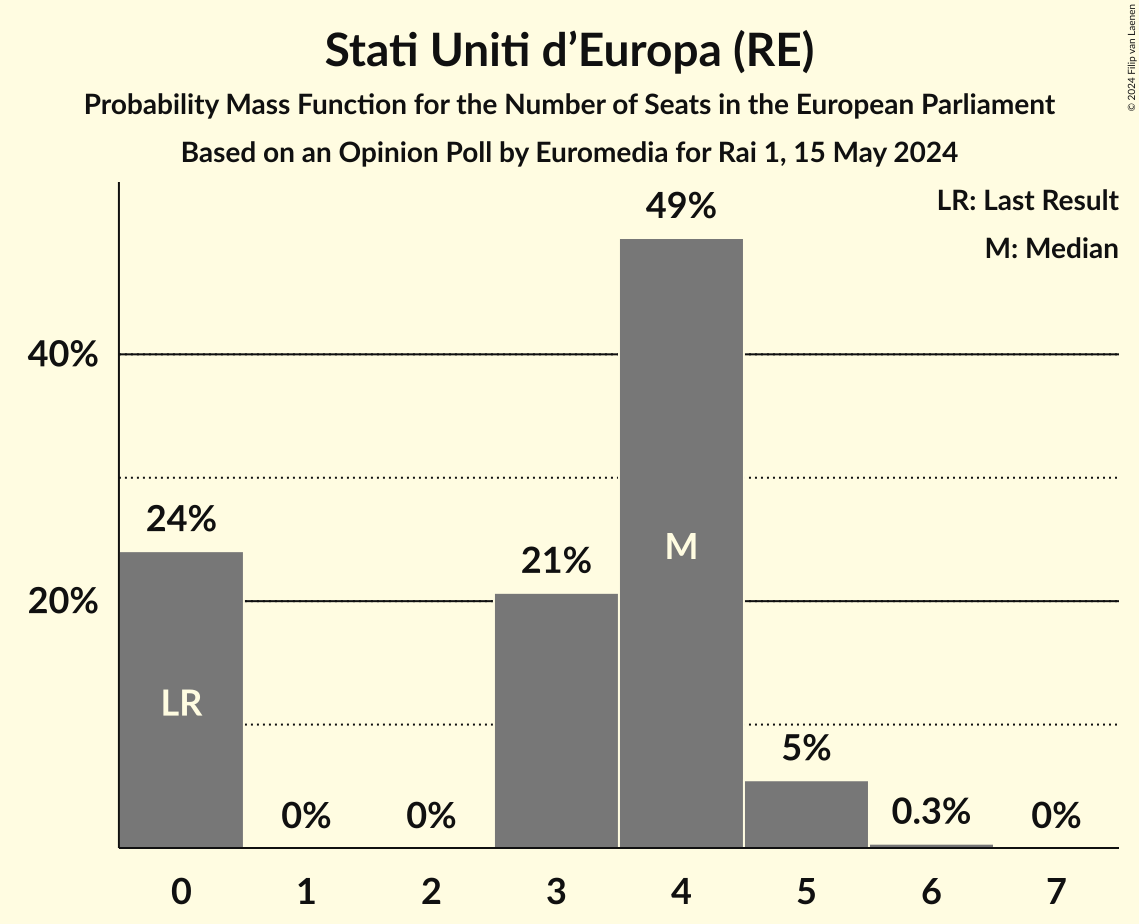 Stati Uniti d’Europa (RE)
Probability Mass Function for the Number of Seats in the European Parliament
Based on an Opinion Poll by Euromedia for Rai 1, 15 May 2024
© 2024 Filip van Laenen
LR: Last Result
M: Median
49%
40%
24%
21%
M
20%
LR
5%
0%
0%
0.3%
0%
0
1
2
3
4
5
6
7